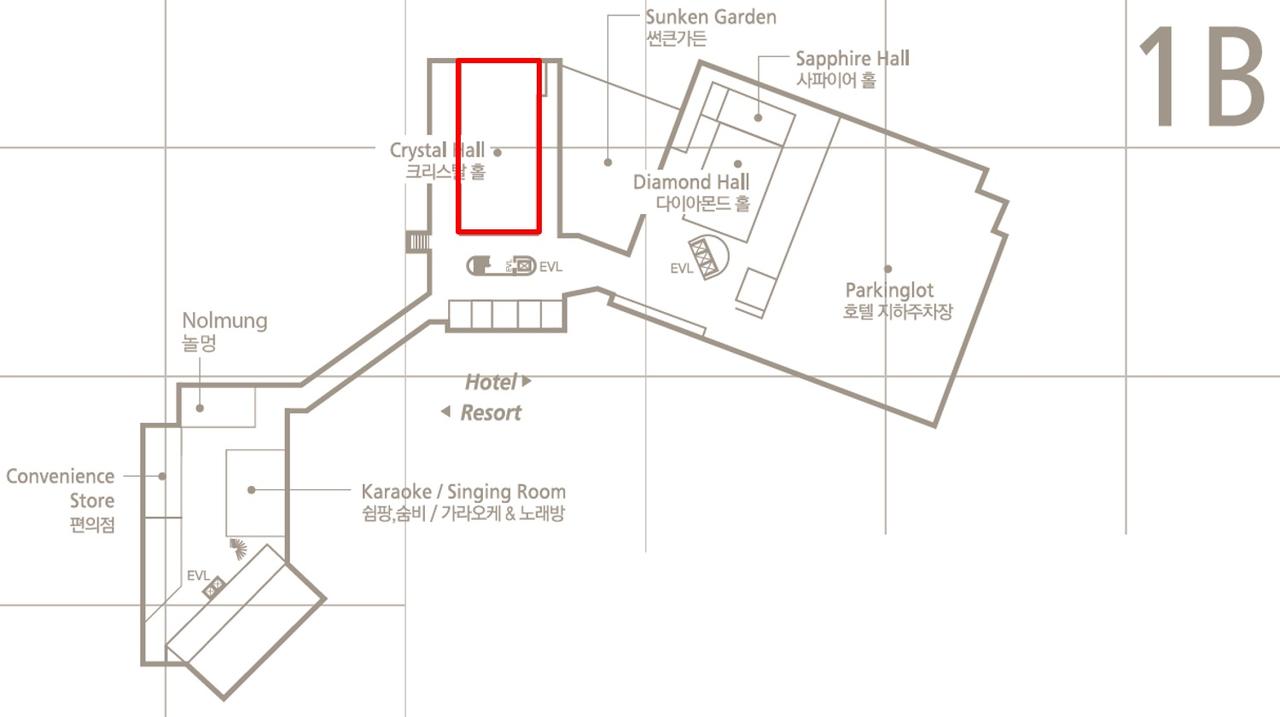 1B
Sunken Garden
썬큰가든
Sapphire Hall
사파이어 홀
Crystal Hall
크리스탈 홀
Diamond Hall
다이아몬드 홀
EVL
EVL
EVL
Parkinglot
호텔 지하주차장
Nolmung
놀멍
Hotel ▶
◀ Resort
Convenience
Store
편의점
Karaoke / Singing Room
쉼팡,숨비 / 가라오케 & 노래방
EVL